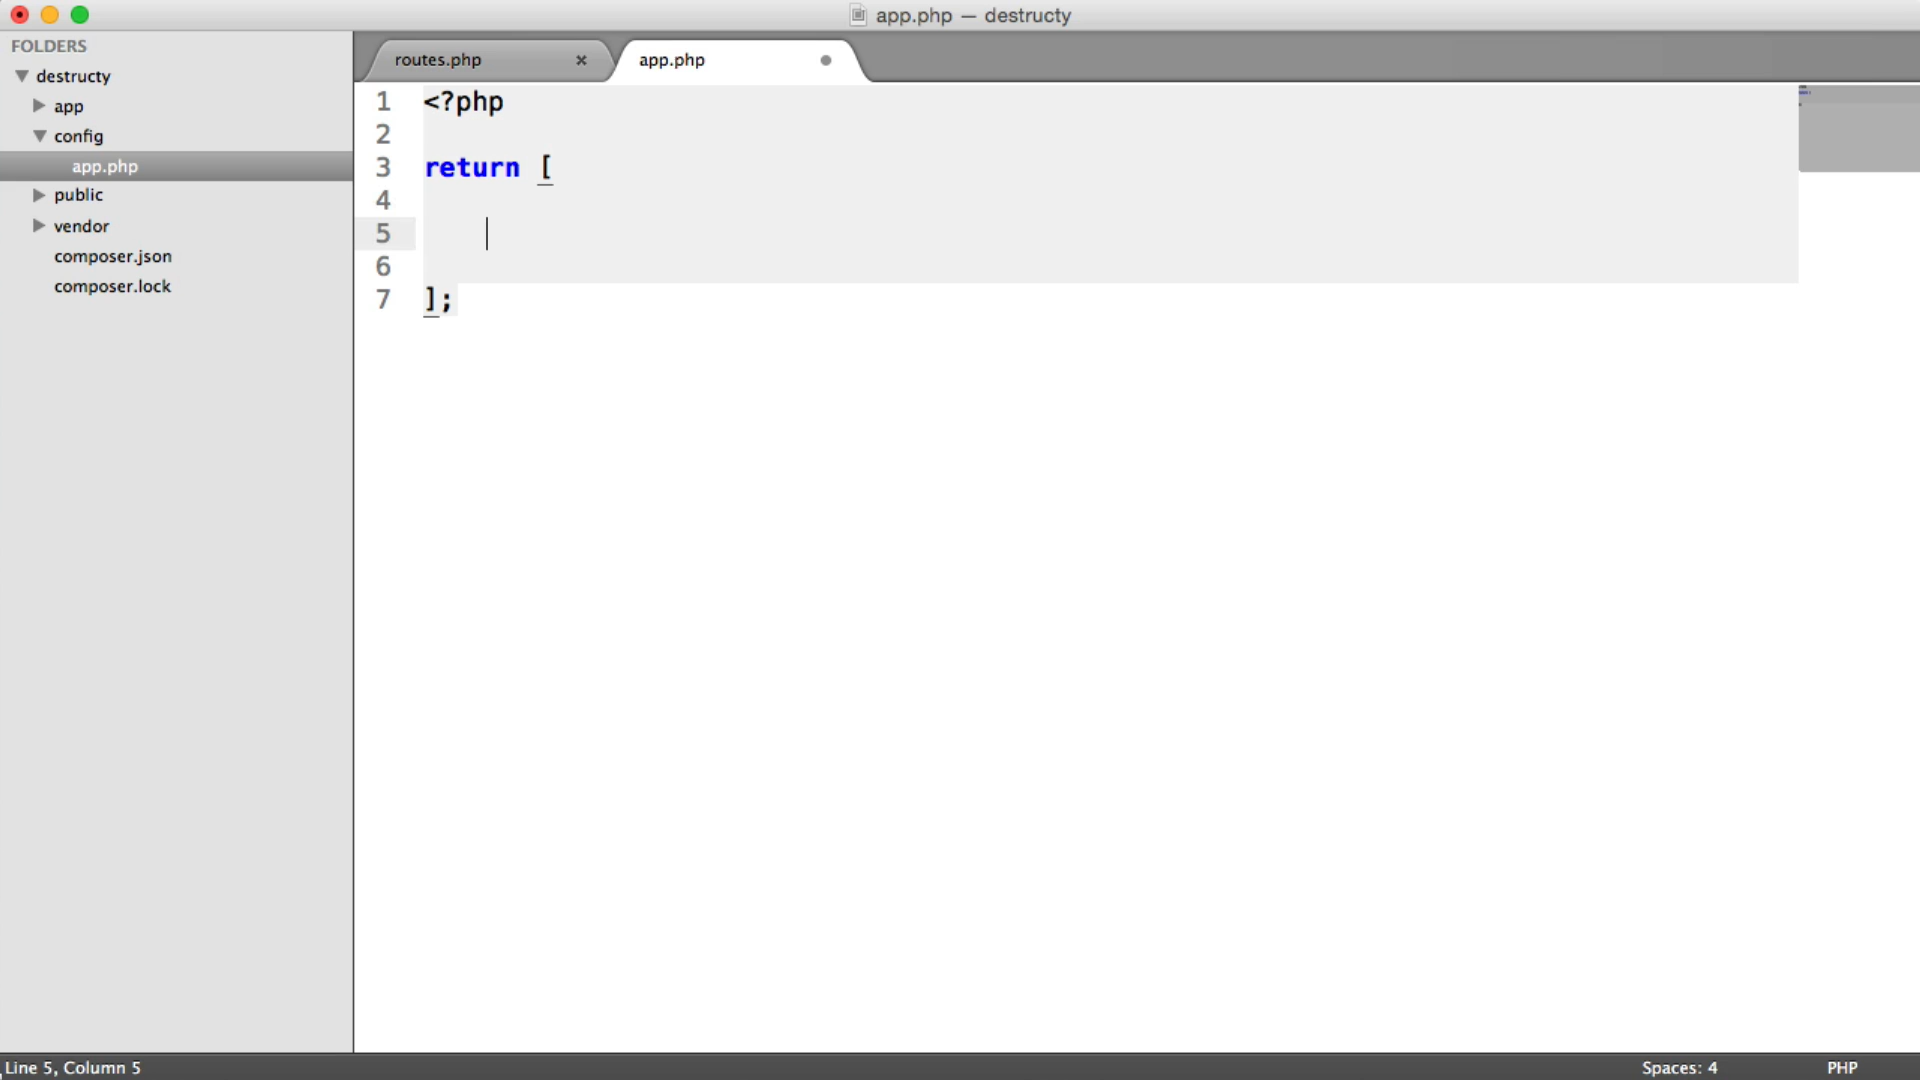 app.php — destructy
FOLDERS
destructy
app
config
app.php
public
vendor
composer.json
composer.lock
routes.php
app.php
1 <?php
2
3 return [
4
5
6
7 ];
Line 5, Column 5
Spaces: 4
PHP